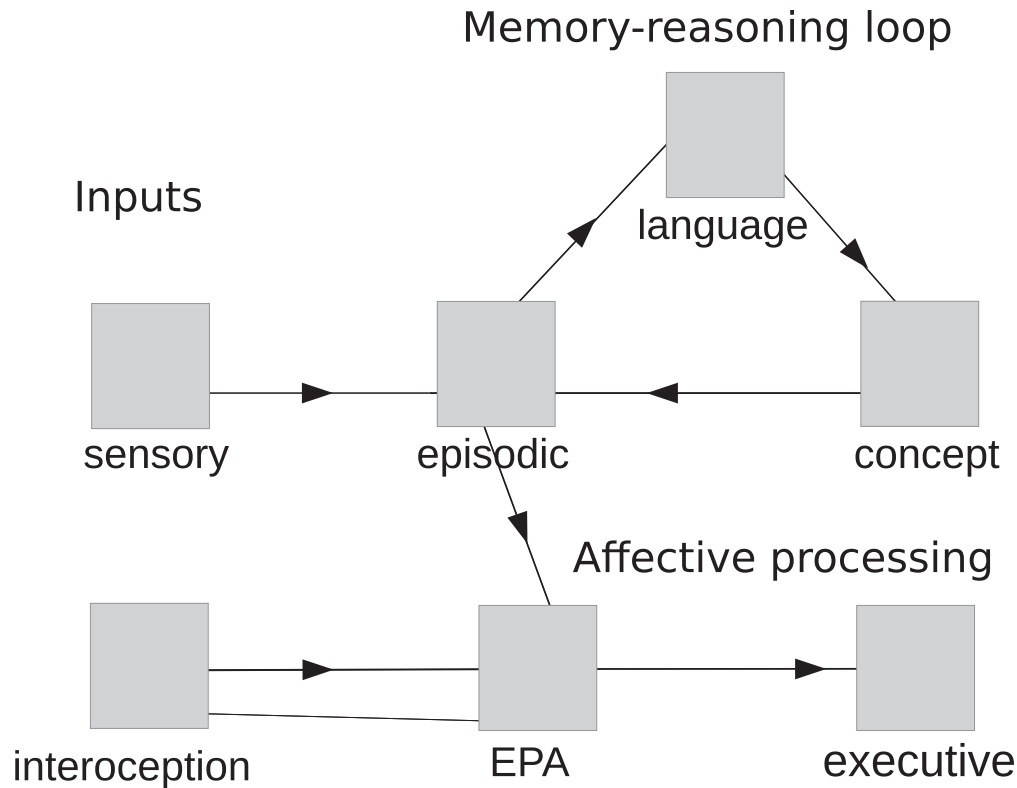 Memory-reasoning loop
Inputs
language
sensory
episodic
concept
Affective processing
interoception
EPA
executive